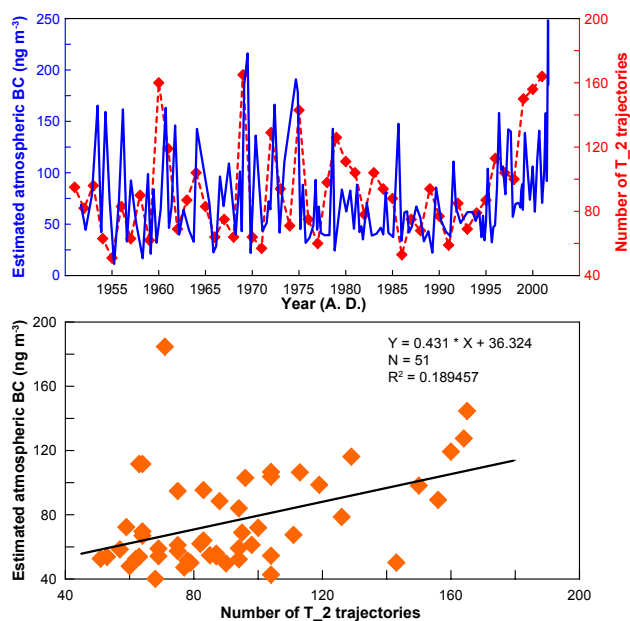 Estimated atmospheric BC (ng m⁻³)
250
200
150
100
50
0
200
160
120
80
40
Number of T_2 trajectories
1955 1960 1965 1970 1975 1980 1985 1990 1995 2000
Year (A. D.)
Estimated atmospheric BC (ng m⁻³)
200
160
120
80
40
Y = 0.431 * X + 36.324
N = 51
R² = 0.189457
40 80 120 160 200
Number of T_2 trajectories